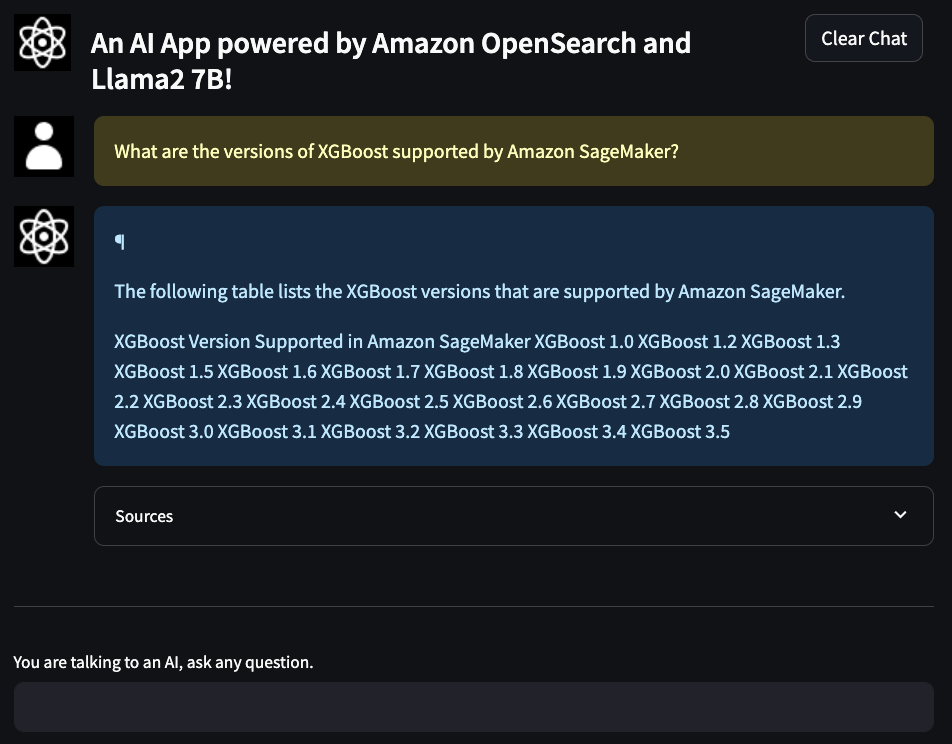 An AI App powered by Amazon OpenSearch and
Llama2 7B!
Clear Chat
What are the versions of XGBoost supported by Amazon SageMaker?
¶
The following table lists the XGBoost versions that are supported by Amazon SageMaker.
XGBoost Version Supported in Amazon SageMaker XGBoost 1.0 XGBoost 1.2 XGBoost 1.3
XGBoost 1.5 XGBoost 1.6 XGBoost 1.7 XGBoost 1.8 XGBoost 1.9 XGBoost 2.0 XGBoost 2.1 XGBoost
2.2 XGBoost 2.3 XGBoost 2.4 XGBoost 2.5 XGBoost 2.6 XGBoost 2.7 XGBoost 2.8 XGBoost 2.9
XGBoost 3.0 XGBoost 3.1 XGBoost 3.2 XGBoost 3.3 XGBoost 3.4 XGBoost 3.5
Sources
You are talking to an AI, ask any question.